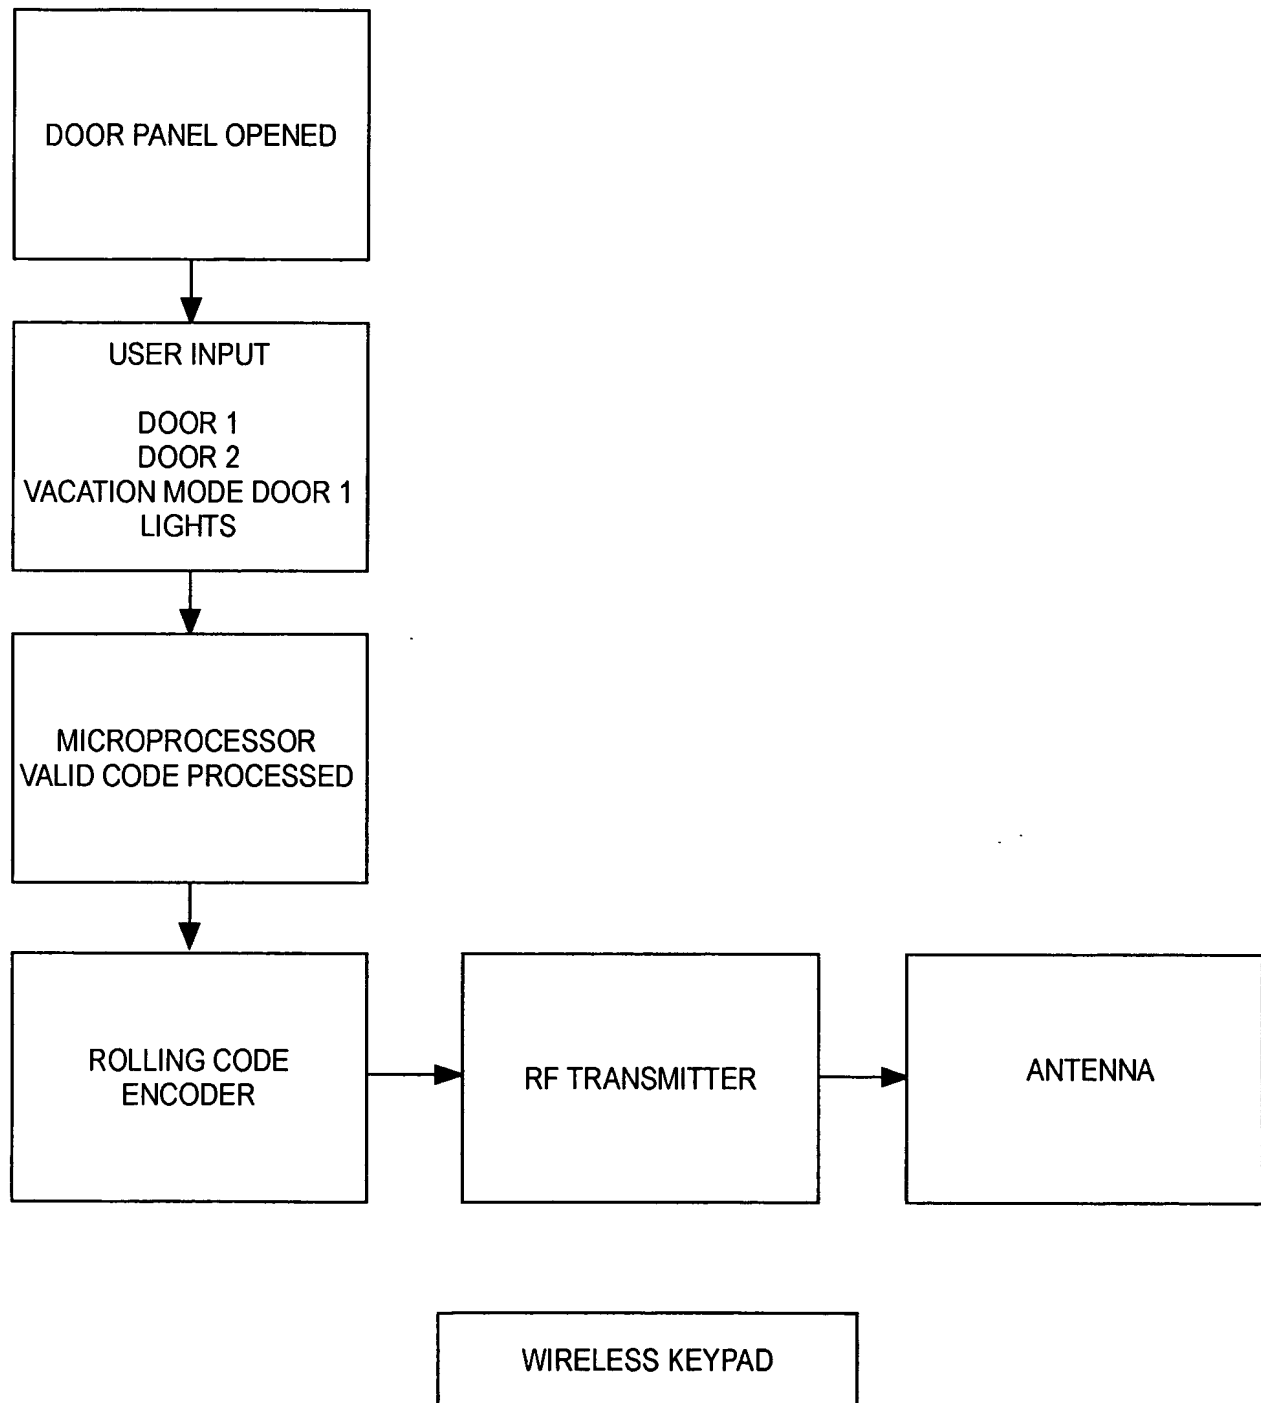 DOOR PANEL OPENED
USER INPUT
DOOR 1
DOOR 2
VACATION MODE DOOR 1
LIGHTS
MICROPROCESSOR
VALID CODE PROCESSED
ROLLING CODE
ENCODER
RF TRANSMITTER
ANTENNA
WIRELESS KEYPAD